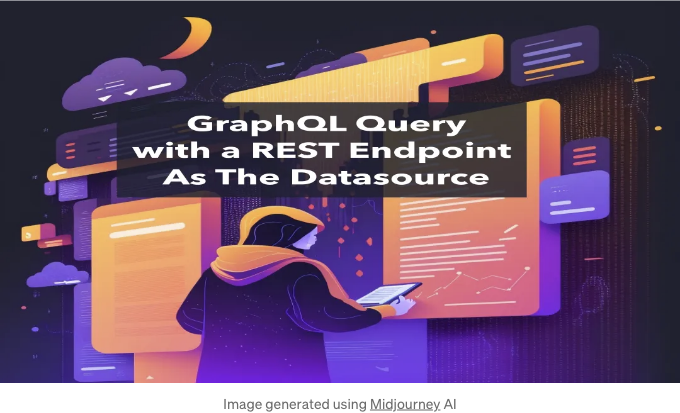 GraphQL Query
with a REST Endpoint
As The Datasource
Image generated using Midjourney AI